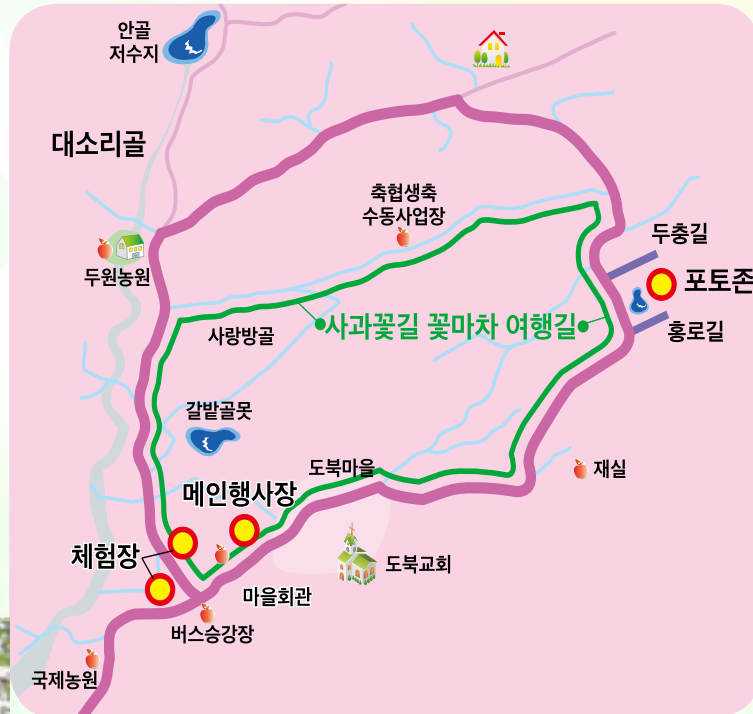 안골
저수지
대소리골
축협생축
수동사업장
두충길
두원농원
포토존
사랑방골
사과꽃길 꽃마차 여행길
홍로길
갈밭골못
도북마을
재실
메인행사장
체험장
도북교회
마을회관
버스승강장
국제농원